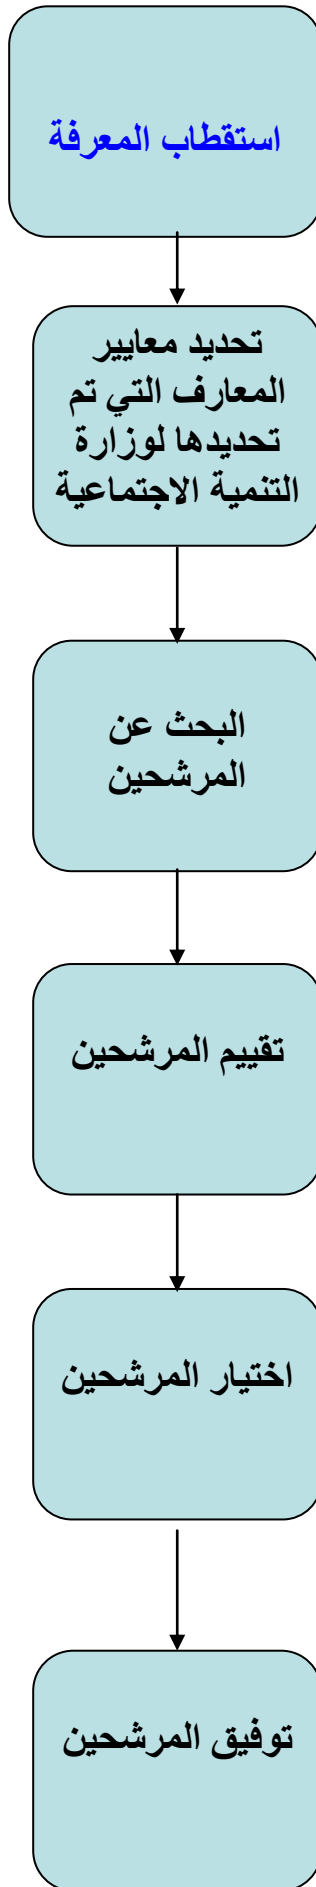 استقطاب المعرفة
تحديد معايير
المعارف التي تم
تحديدها لوزارة
التنمية الاجتماعية
البحث عن
المرشحين
تقييم المرشحين
اختيار المرشحين
توفيق المرشحين